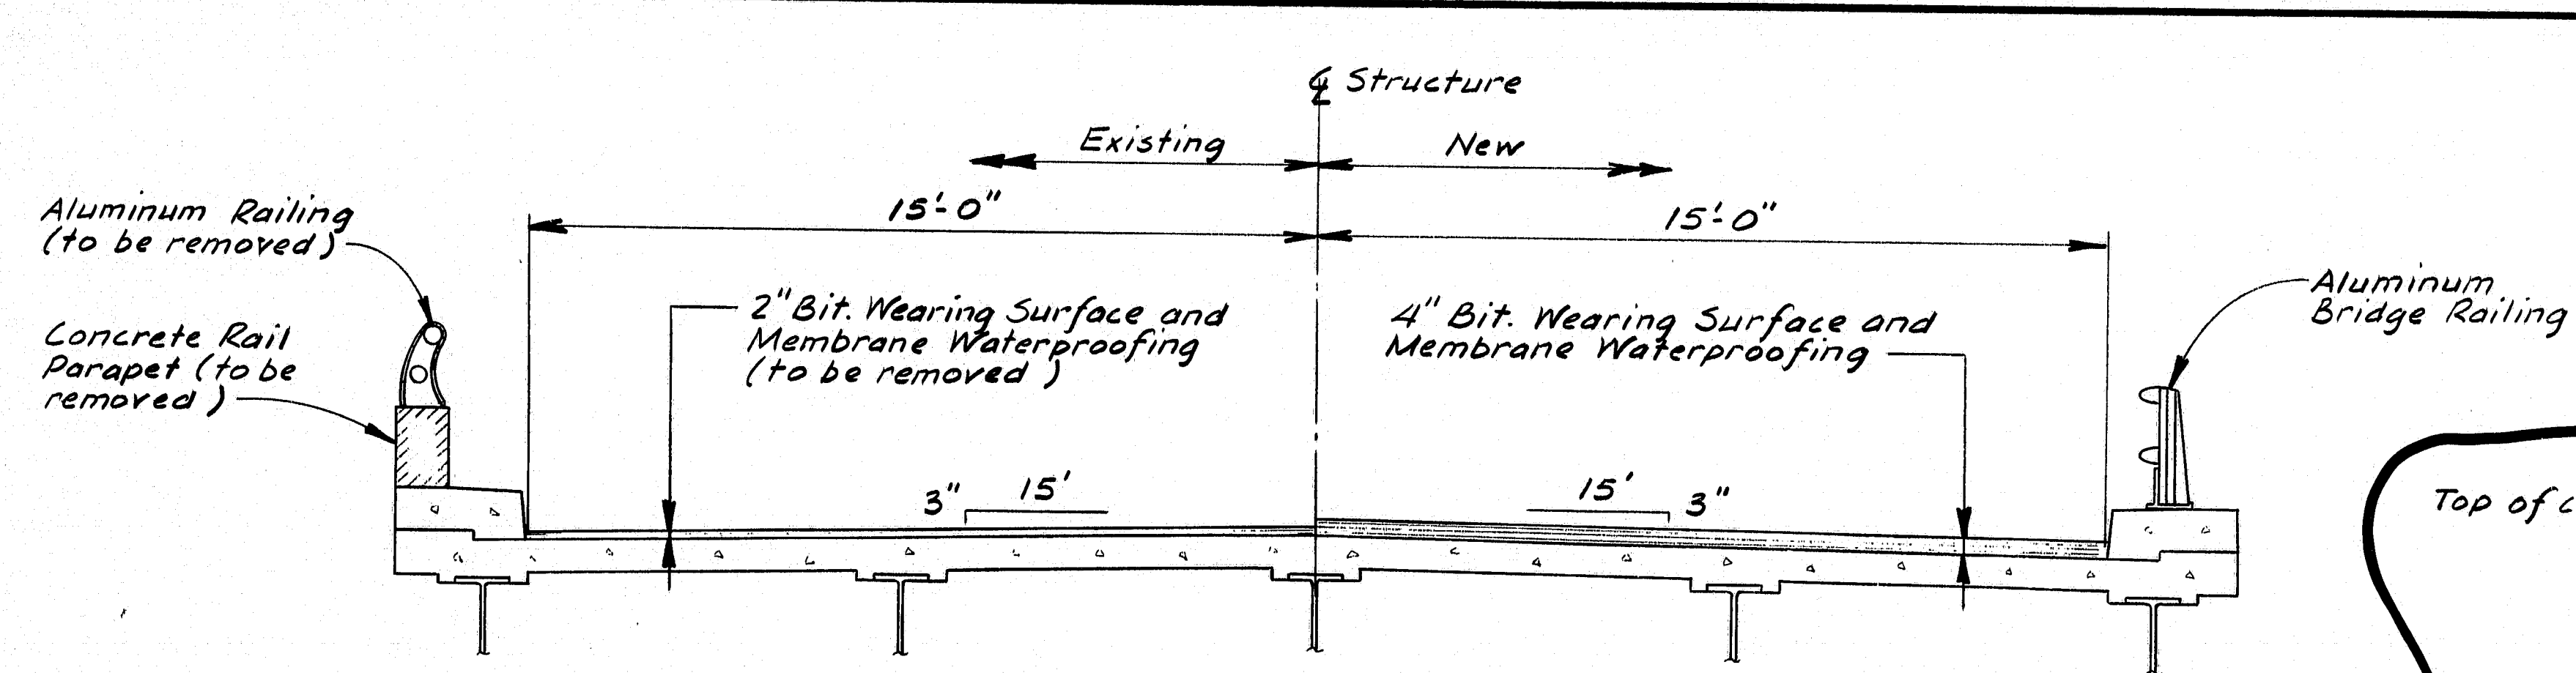 ℄ Structure
Existing
New
15'-0"
15'-0"
Aluminum Railing
(to be removed)
Concrete Rail
Parapet (to be
removed)
2" Bit. Wearing Surface and
Membrane Waterproofing
(to be removed)
4" Bit. Wearing Surface and
Membrane Waterproofing
Aluminum
Bridge Railing
3" 15'
15' 3"
Top of